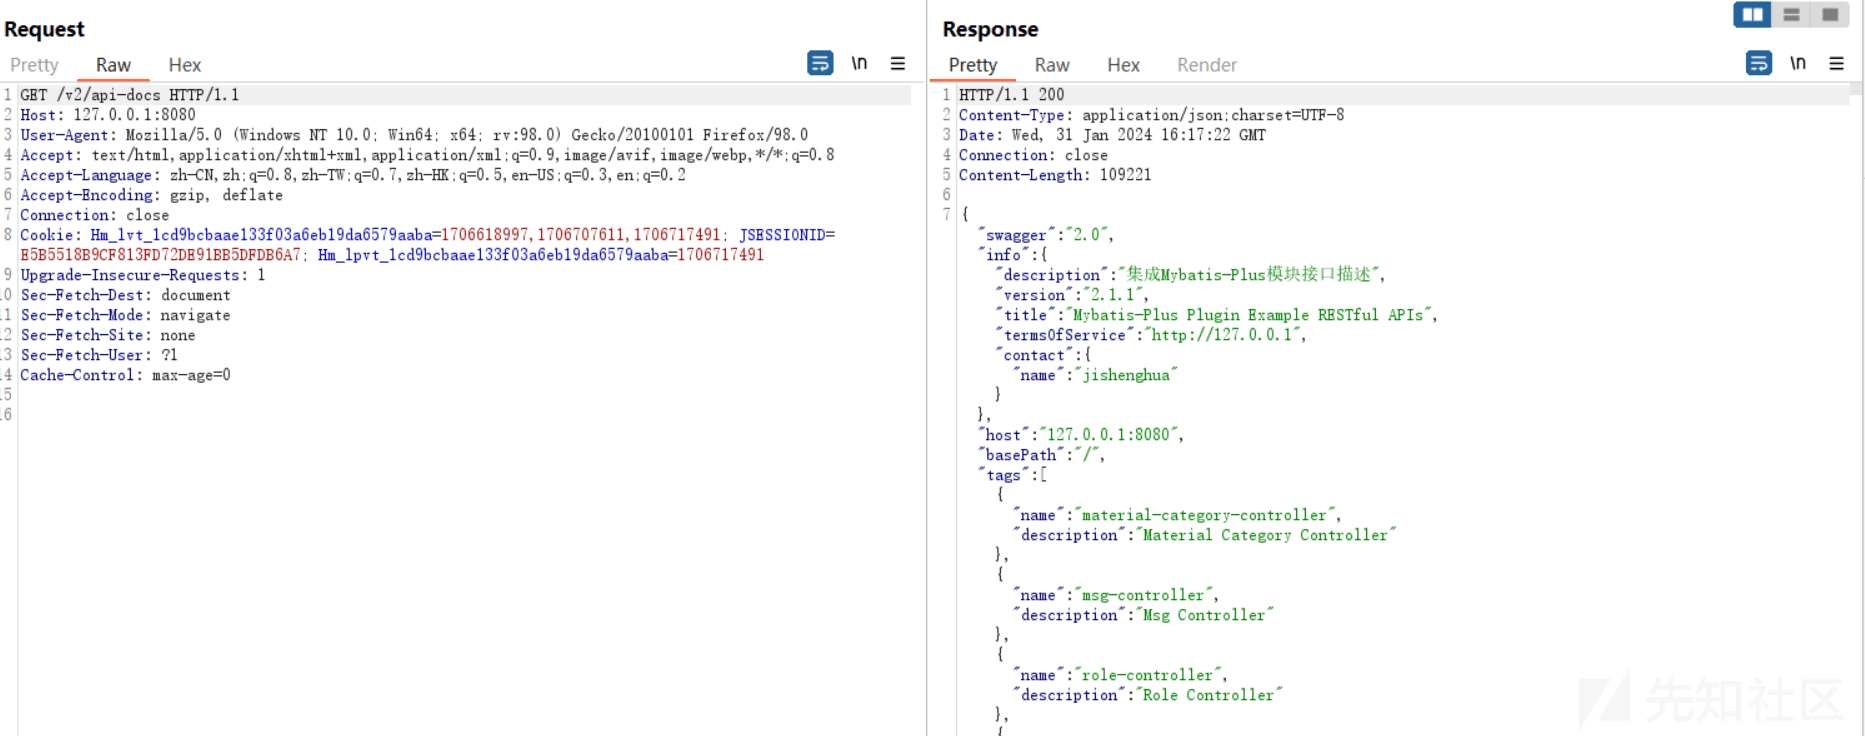 Request
Pretty Raw Hex
\n
1 GET /v2/api-docs HTTP/1.1
2 Host: 127.0.0.1:8080
3 User-Agent: Mozilla/5.0 (Windows NT 10.0; Win64; x64; rv:98.0) Gecko/20100101 Firefox/98.0
4 Accept: text/html,application/xhtml+xml,application/xml;q=0.9,image/avif,image/webp,*/*;q=0.8
5 Accept-Language: zh-CN,zh;q=0.8,zh-TW;q=0.7,zh-HK;q=0.5,en-US;q=0.3,en;q=0.2
6 Accept-Encoding: gzip, deflate
7 Connection: close
8 Cookie: Hm_lvt_1cd9bcbaae133f03a6eb19da6579aaba=1706618997,1706707611,1706717491; JSESSIONID=
E5B5518B9CF813FD72DE91BB5DFDB6A7; Hm_lpvt_1cd9bcbaae133f03a6eb19da6579aaba=1706717491
9 Upgrade-Insecure-Requests: 1
10 Sec-Fetch-Dest: document
11 Sec-Fetch-Mode: navigate
12 Sec-Fetch-Site: none
13 Sec-Fetch-User: ?1
14 Cache-Control: max-age=0
15
16
Response
Pretty Raw Hex Render
\n
1 HTTP/1.1 200
2 Content-Type: application/json;charset=UTF-8
3 Date: Wed, 31 Jan 2024 16:17:22 GMT
4 Connection: close
5 Content-Length: 109221
6
7 {
"swagger":"2.0",
"info":{
"description":"集成Mybatis-Plus模块接口描述",
"version":"2.1.1",
"title":"Mybatis-Plus Plugin Example RESTful APIs",
"termsOfService":"http://127.0.0.1",
"contact":{
"name":"jishenghua"
}
},
"host":"127.0.0.1:8080",
"basePath":"/",
"tags":[
{
"name":"material-category-controller",
"description":"Material Category Controller"
},
{
"name":"msg-controller",
"description":"Msg Controller"
},
{
"name":"role-controller",
"description":"Role Controller"
},
{
先知社区